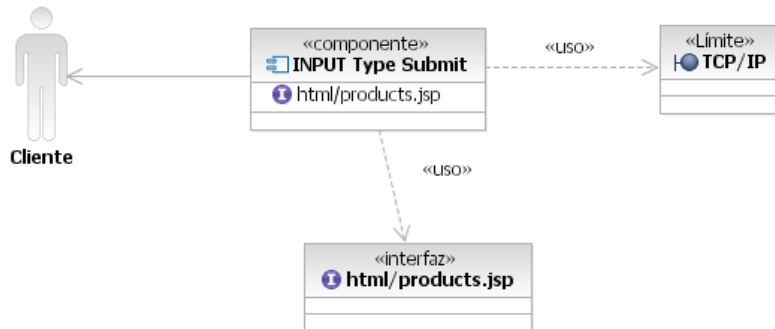 «componente»
INPUT Type Submit
html/products.jsp
«uso»
«Límite»
TCP/IP
Cliente
«uso»
«interfaz»
html/products.jsp